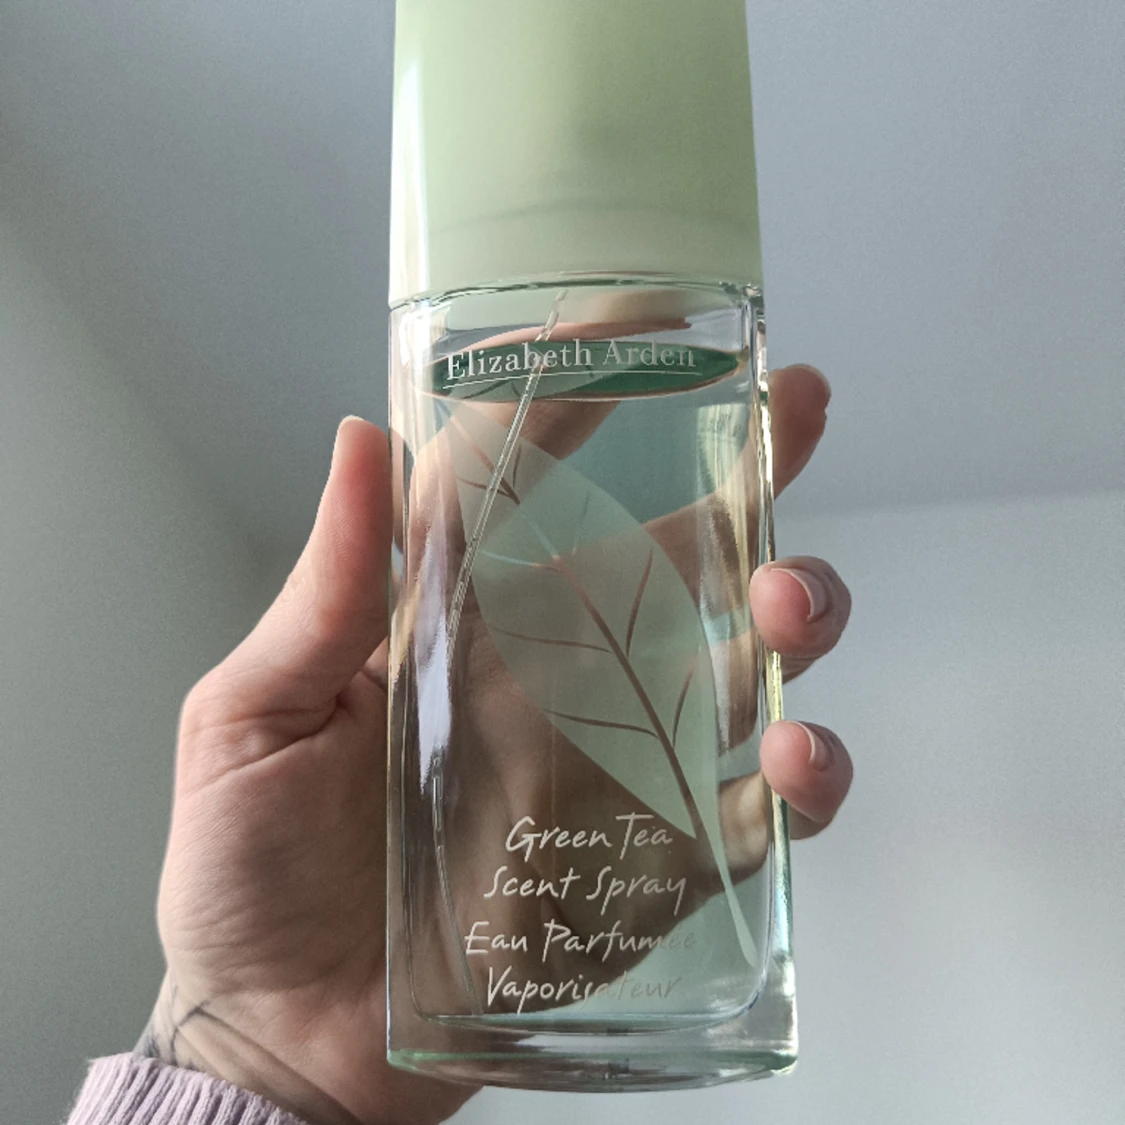 Elizabeth Arden
Green Tea
Scent Spray
Eau Parfumée
Vaporisateur